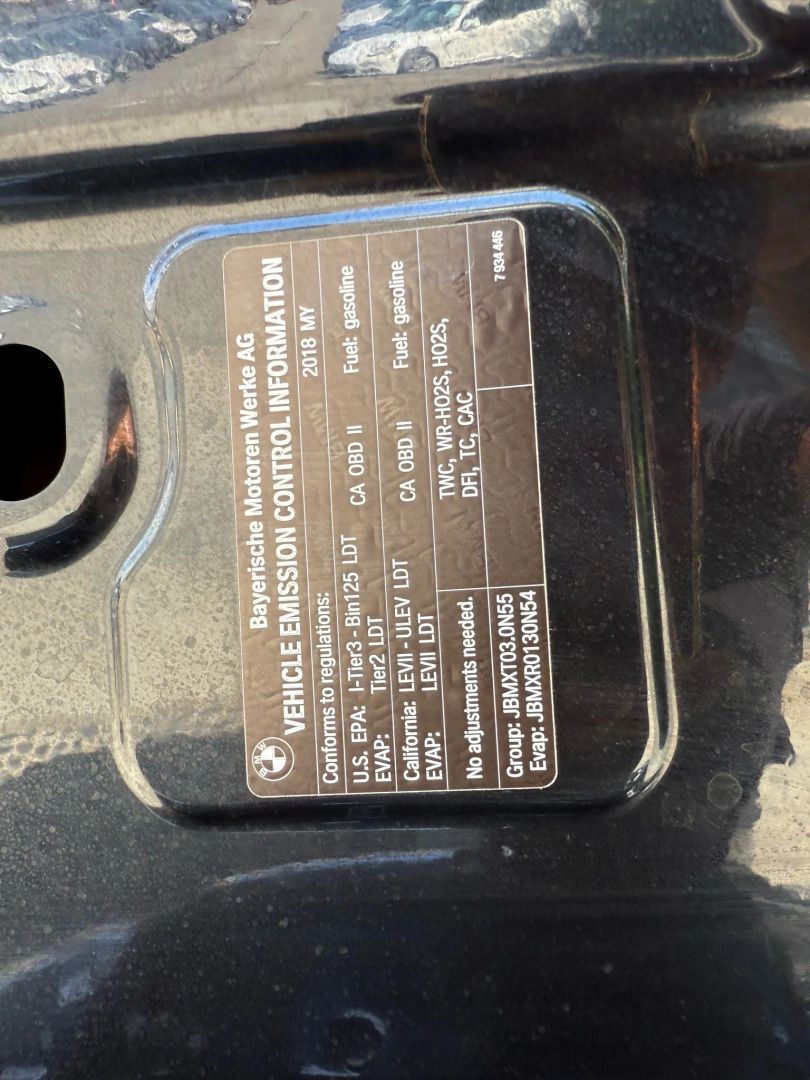 Bayerische Motoren Werke AG
VEHICLE EMISSION CONTROL INFORMATION
BMW
Conforms to regulations: 2018 MY
U.S. EPA: I-Tier3 - Bin125 LDT CA OBD II Fuel: gasoline
EVAP: Tier2 LDT
California: LEVII - ULEV LDT CA OBD II Fuel: gasoline
EVAP: LEVII LDT
No adjustments needed.
TWC, WR-HO2S, HO2S,
DFI, TC, CAC
Group: JBMXT03.0N55
Evap: JBMXR0130N54
7 934 446